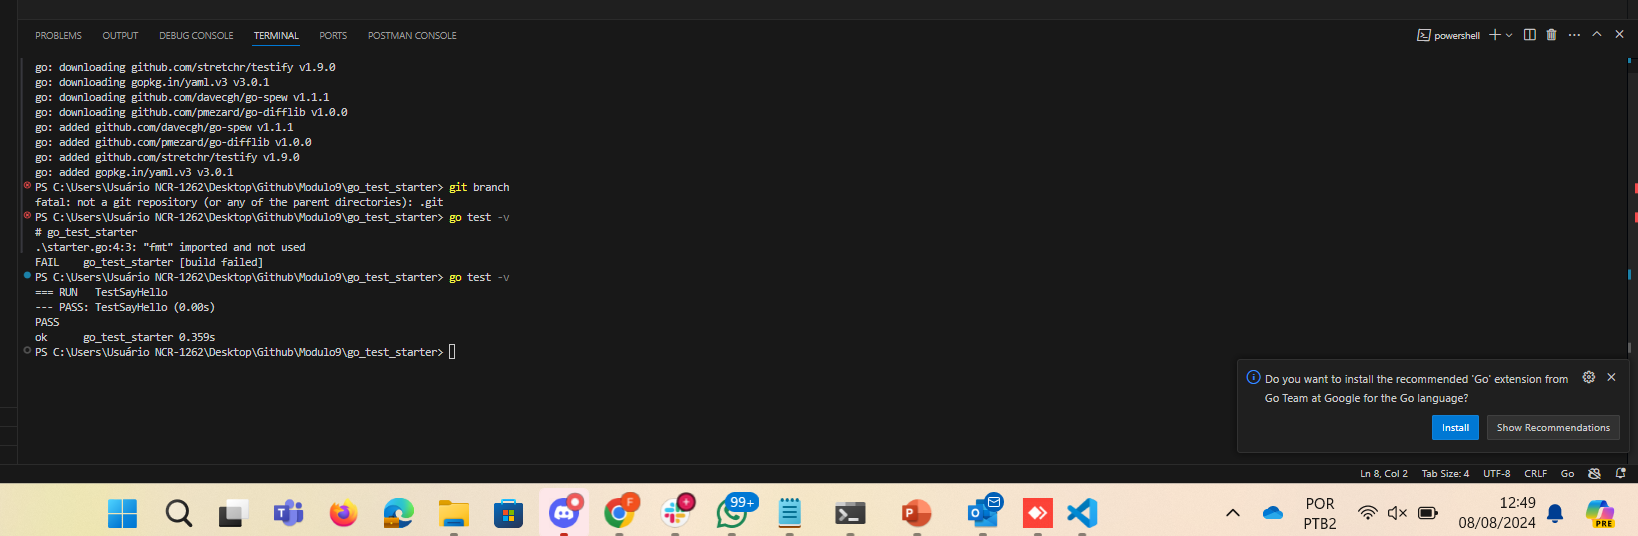 PROBLEMS OUTPUT DEBUG CONSOLE TERMINAL PORTS POSTMAN CONSOLE powershell
go: downloading github.com/stretchr/testify v1.9.0
go: downloading gopkg.in/yaml.v3 v3.0.1
go: downloading github.com/davecgh/go-spew v1.1.1
go: downloading github.com/pmezard/go-difflib v1.0.0
go: added github.com/davecgh/go-spew v1.1.1
go: added github.com/pmezard/go-difflib v1.0.0
go: added github.com/stretchr/testify v1.9.0
go: added gopkg.in/yaml.v3 v3.0.1
PS C:\Users\Usuário NCR-1262\Desktop\Github\Modulo9\go_test_starter> git branch
fatal: not a git repository (or any of the parent directories): .git
PS C:\Users\Usuário NCR-1262\Desktop\Github\Modulo9\go_test_starter> go test -v
# go_test_starter
.\starter.go:4:3: "fmt" imported and not used
FAIL    go_test_starter [build failed]
PS C:\Users\Usuário NCR-1262\Desktop\Github\Modulo9\go_test_starter> go test -v
=== RUN   TestSayHello
--- PASS: TestSayHello (0.00s)
PASS
ok      go_test_starter 0.359s
PS C:\Users\Usuário NCR-1262\Desktop\Github\Modulo9\go_test_starter>
Do you want to install the recommended 'Go' extension from
Go Team at Google for the Go language?
Install Show Recommendations
Ln 8, Col 2 Tab Size: 4 UTF-8 CRLF Go
99+
F
POR
PTB2
12:49
08/08/2024
PRE